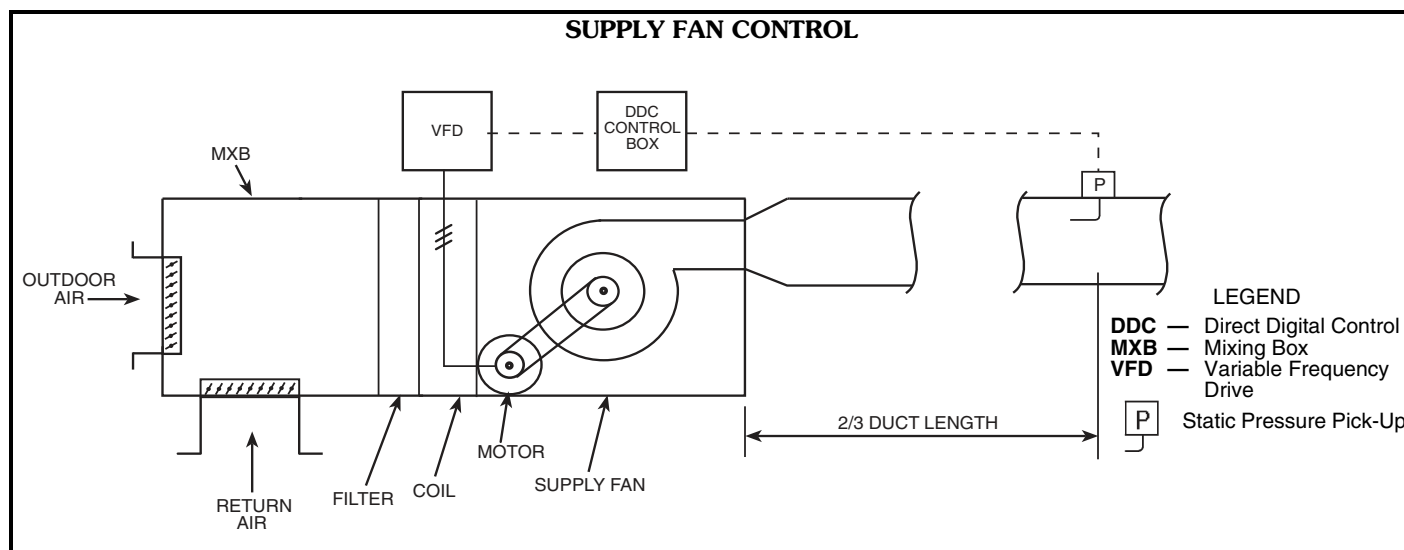 SUPPLY FAN CONTROL
VFD
DDC
CONTROL
BOX
MXB
P
OUTDOOR
AIR
LEGEND
DDC — Direct Digital Control
MXB — Mixing Box
VFD — Variable Frequency
Drive
P Static Pressure Pick-Up
2/3 DUCT LENGTH
MOTOR
SUPPLY FAN
COIL
FILTER
RETURN
AIR